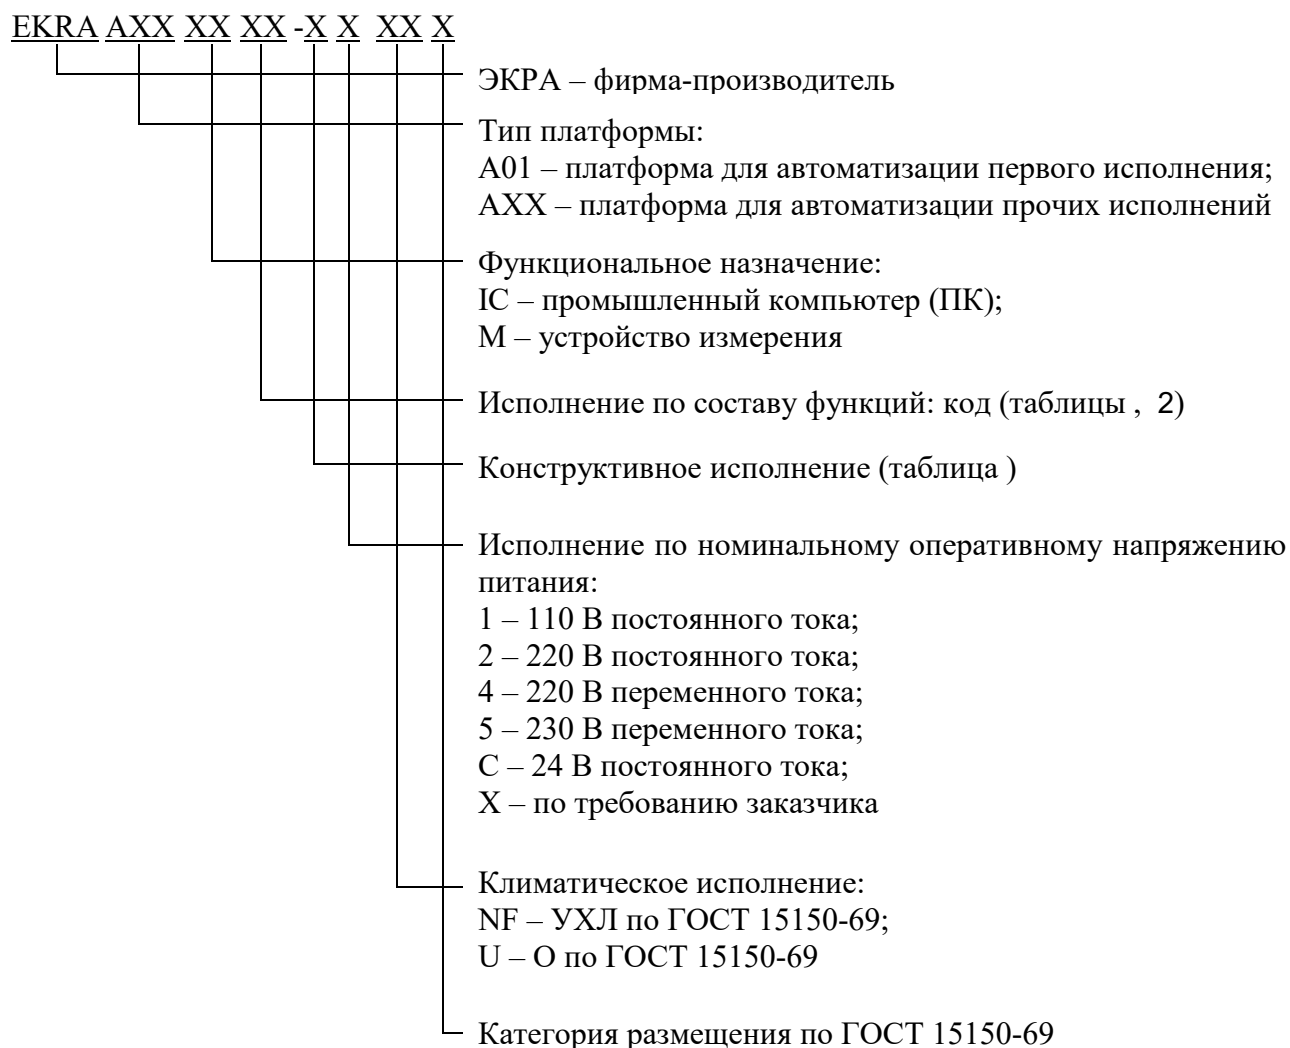 EKRA AXX XX XX -X X XX X
ЭКРА – фирма-производитель
Тип платформы:
А01 – платформа для автоматизации первого исполнения;
АХХ – платформа для автоматизации прочих исполнений
Функциональное назначение:
IC – промышленный компьютер (ПК);
M – устройство измерения
Исполнение по составу функций: код (таблицы , 2)
Конструктивное исполнение (таблица )
Исполнение по номинальному оперативному напряжению
питания:
1 – 110 В постоянного тока;
2 – 220 В постоянного тока;
4 – 220 В переменного тока;
5 – 230 В переменного тока;
С – 24 В постоянного тока;
Х – по требованию заказчика
Климатическое исполнение:
NF – УХЛ по ГОСТ 15150-69;
U – О по ГОСТ 15150-69
Категория размещения по ГОСТ 15150-69